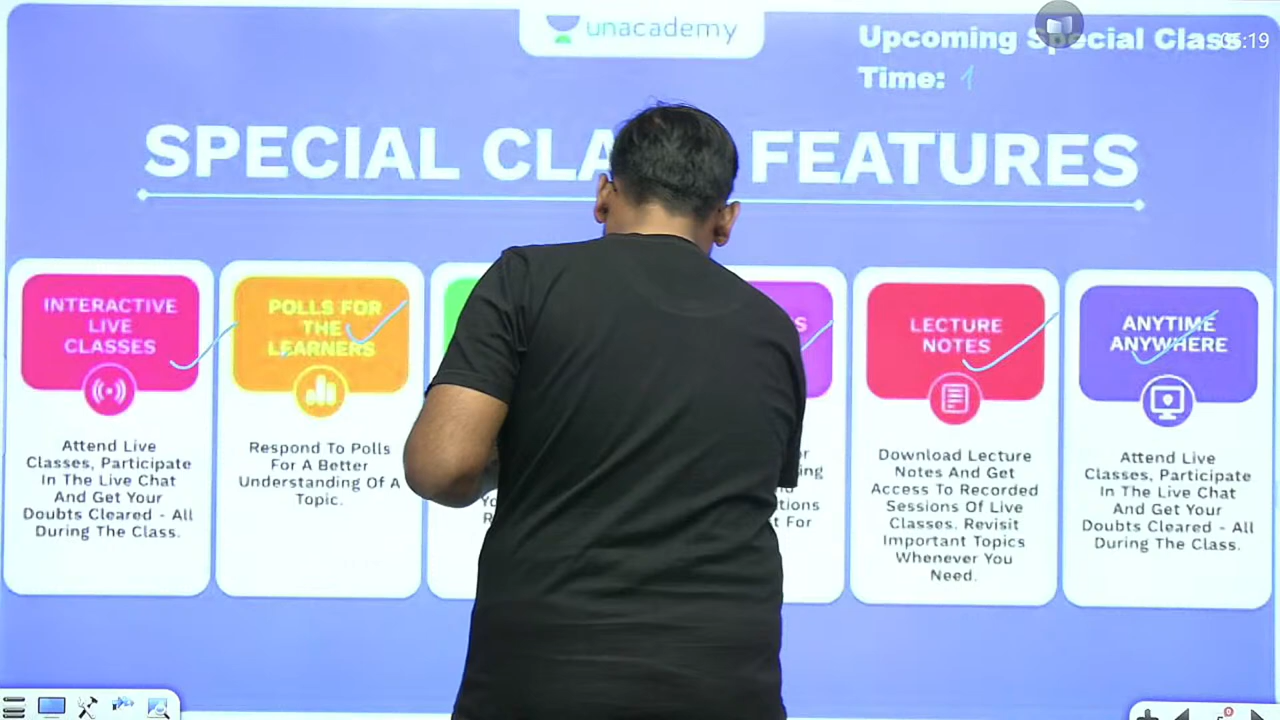 unacademy
Upcoming Special Class
Time: 1
05:19
SPECIAL CLA FEATURES
INTERACTIVE
LIVE
CLASSES
Attend Live
Classes, Participate
In The Live Chat
And Get Your
Doubts Cleared - All
During The Class.
POLLS FOR
THE
LEARNERS
Respond To Polls
For A Better
Understanding Of A
Topic.
LECTURE
NOTES
Download Lecture
Notes And Get
Access To Recorded
Sessions Of Live
Classes. Revisit
Important Topics
Whenever You
Need.
ANYTIME
ANYWHERE
Attend Live
Classes, Participate
In The Live Chat
And Get Your
Doubts Cleared - All
During The Class.